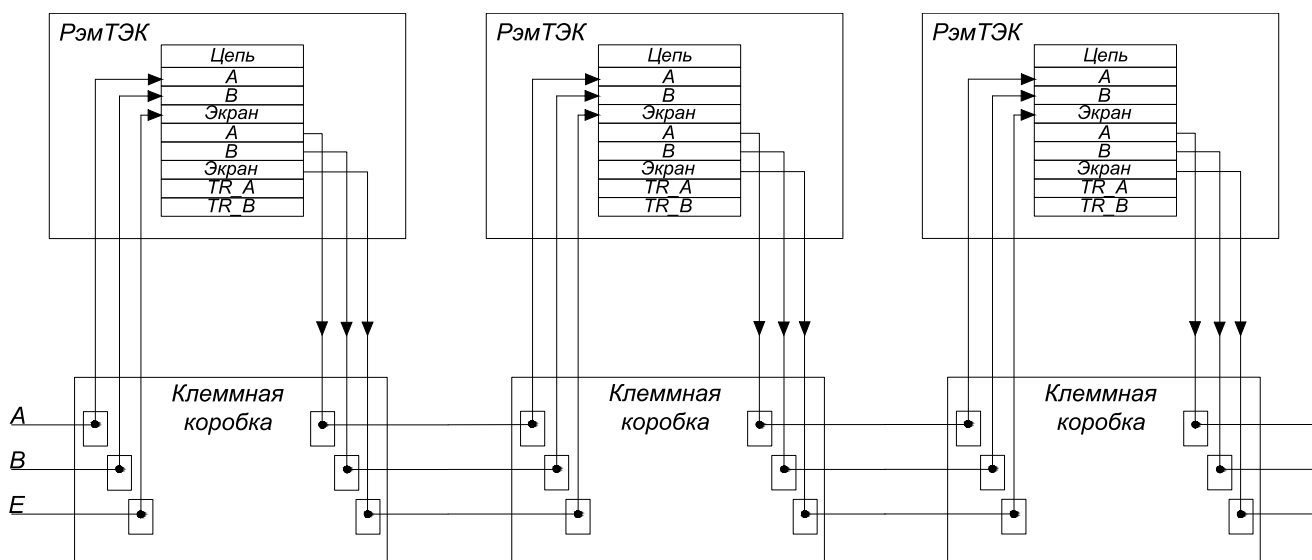 РэмТЭК
Цепь
A
B
Экран
A
B
Экран
TR_A
TR_B
РэмТЭК
Цепь
A
B
Экран
A
B
Экран
TR_A
TR_B
РэмТЭК
Цепь
A
B
Экран
A
B
Экран
TR_A
TR_B
A
B
E
Клеммная
коробка
Клеммная
коробка
Клеммная
коробка